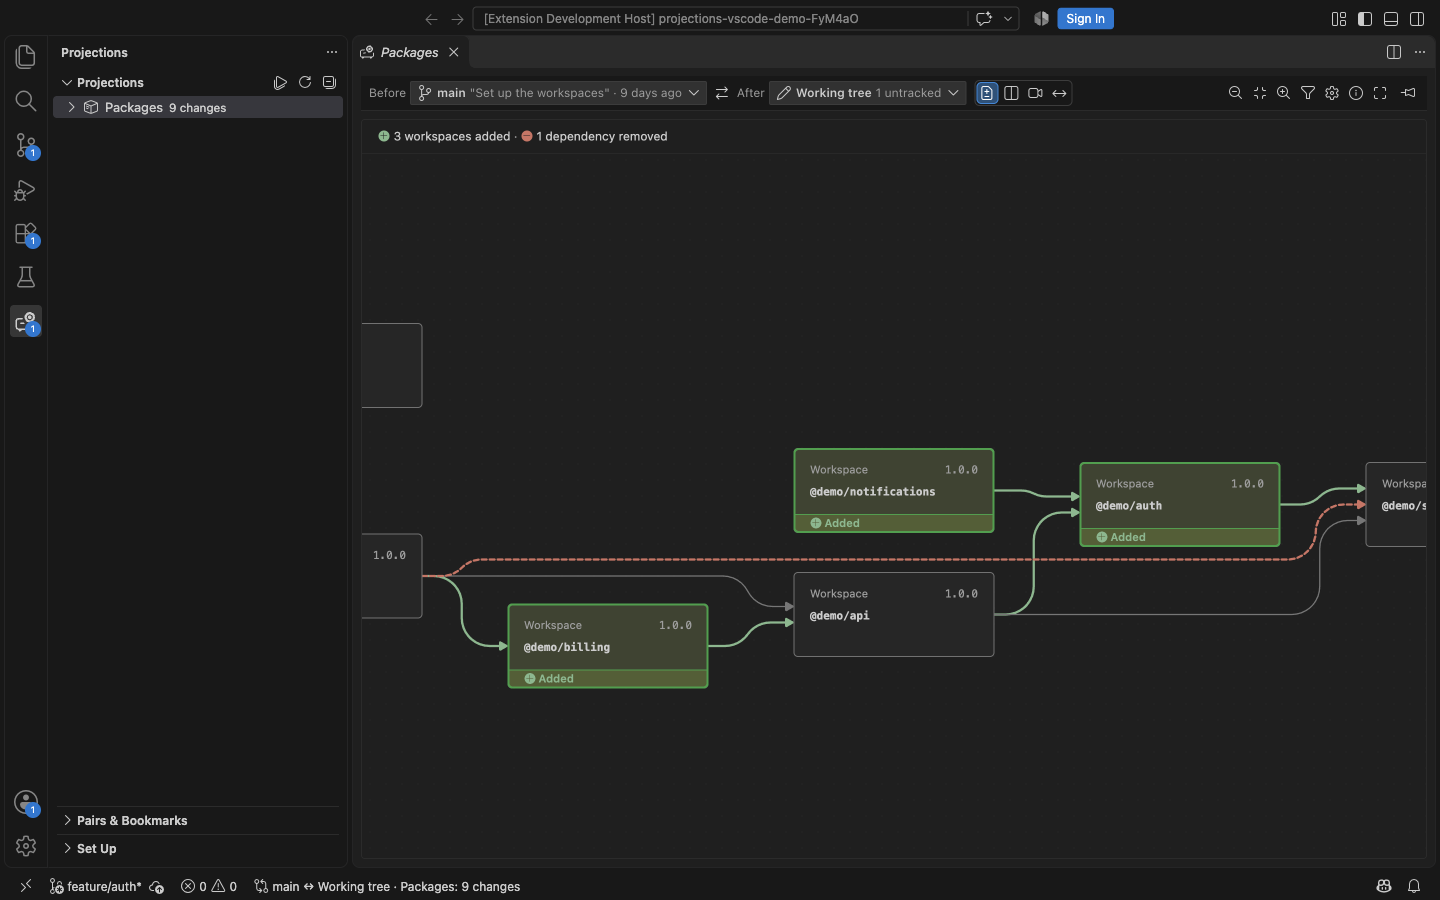 [Extension Development Host] projections-vscode-demo-FyM4aO
Sign In
Projections
Projections
Packages 9 changes
Packages
Before
main "Set up the workspaces" · 9 days ago
After
Working tree 1 untracked
3 workspaces added · 1 dependency removed
Workspace 1.0.0
@demo/notifications
Added
Workspace 1.0.0
@demo/auth
Added
Workspa
@demo/s
1.0.0
Workspace 1.0.0
@demo/api
Workspace 1.0.0
@demo/billing
Added
1
1
1
1
Pairs & Bookmarks
Set Up
feature/auth*
0
0
main ↔ Working tree · Packages: 9 changes